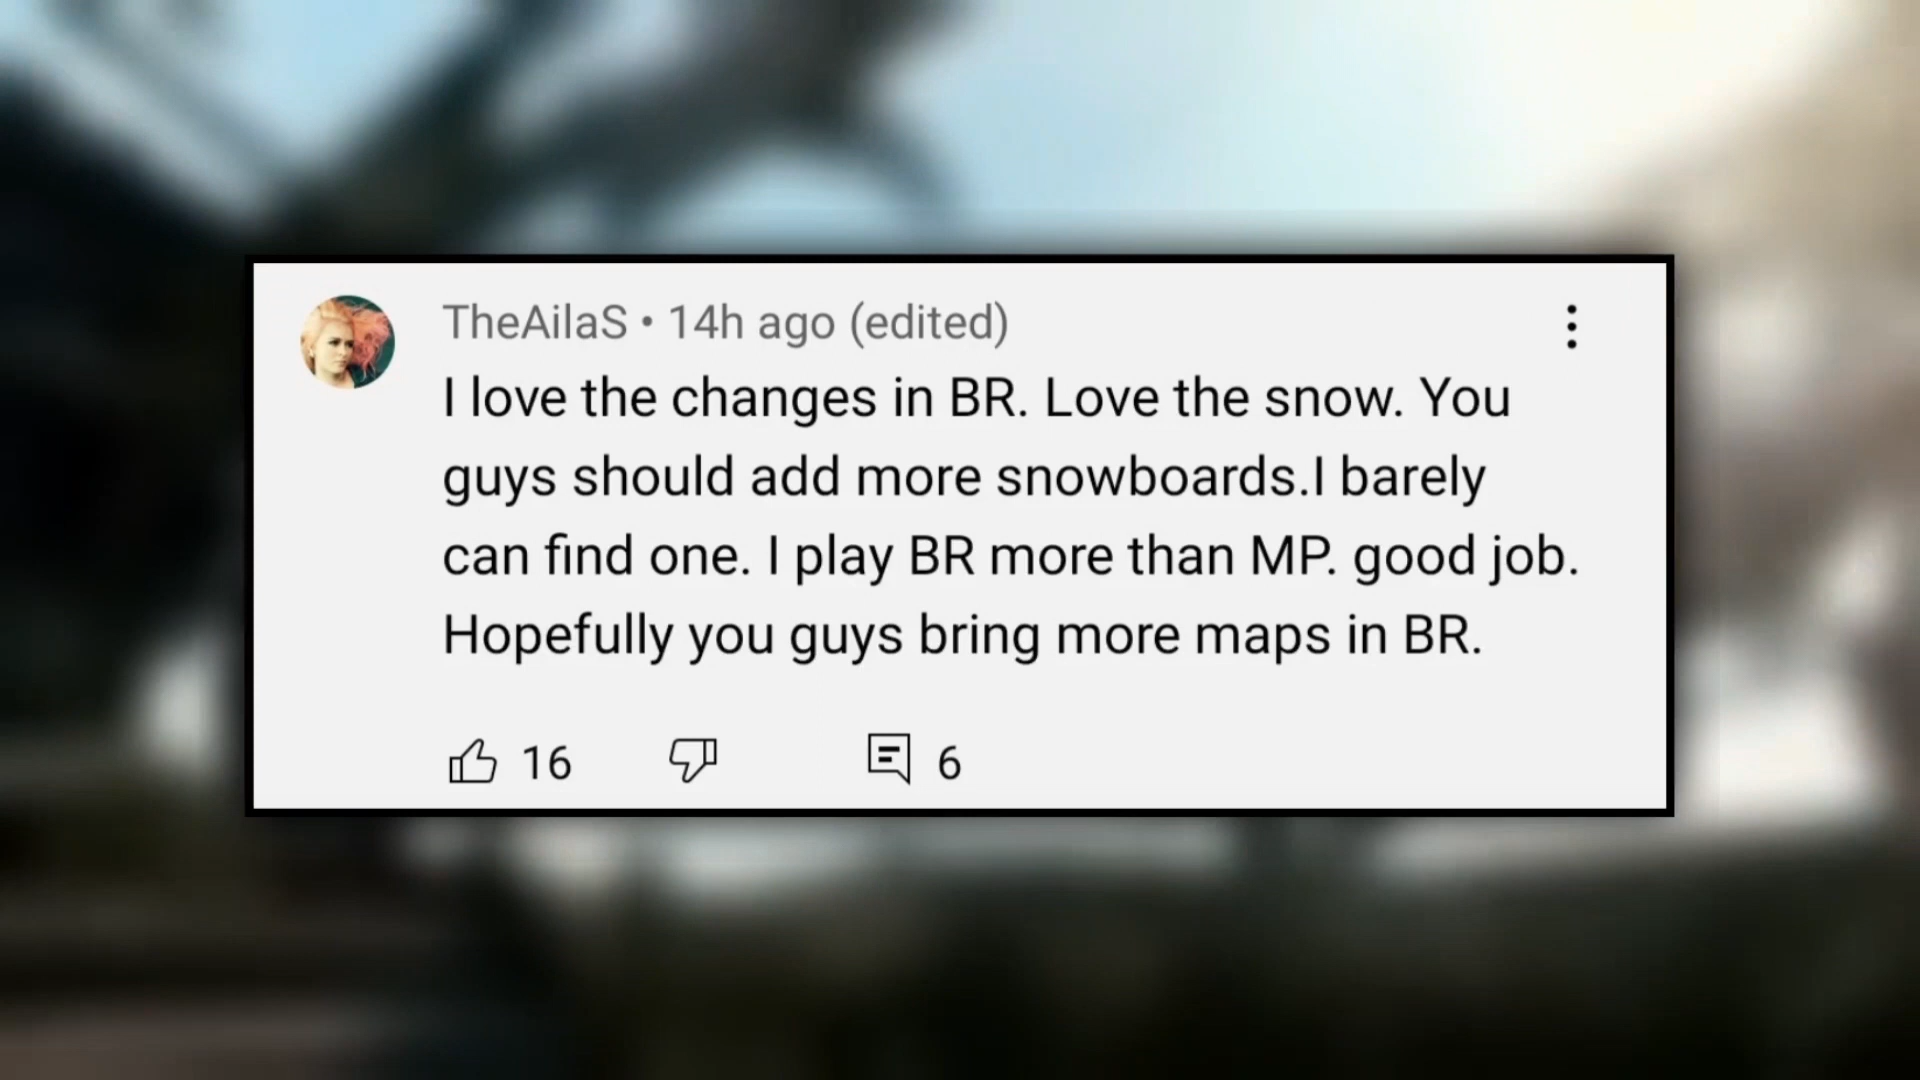 TheAilaS • 14h ago (edited)
I love the changes in BR. Love the snow. You
guys should add more snowboards.I barely
can find one. I play BR more than MP. good job.
Hopefully you guys bring more maps in BR.
16 6